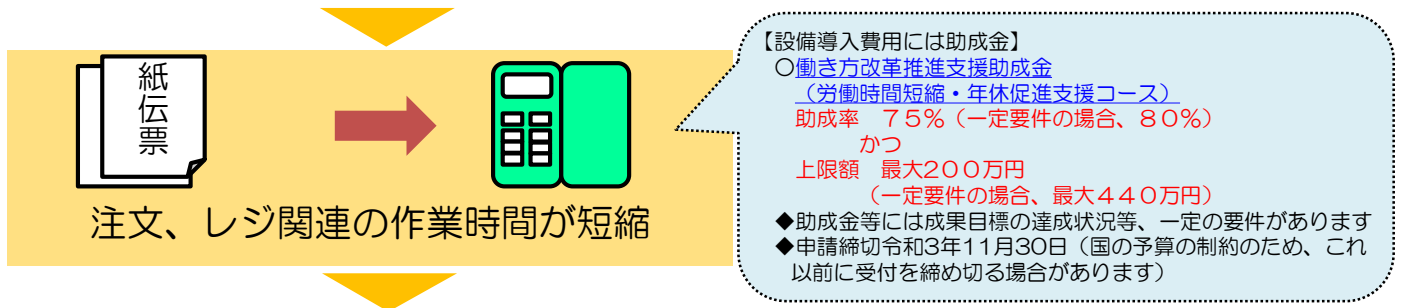 紙伝票
注文、レジ関連の作業時間が短縮
【設備導入費用には助成金】
〇働き方改革推進支援助成金
（労働時間短縮・年休促進支援コース）
助成率　７５％（一定要件の場合、８０％）
かつ
上限額　最大２００万円
（一定要件の場合、最大４４０万円）
◆助成金等には成果目標の達成状況等、一定の要件があります
◆申請締切令和3年11月30日（国の予算の制約のため、これ
以前に受付を締め切る場合があります）